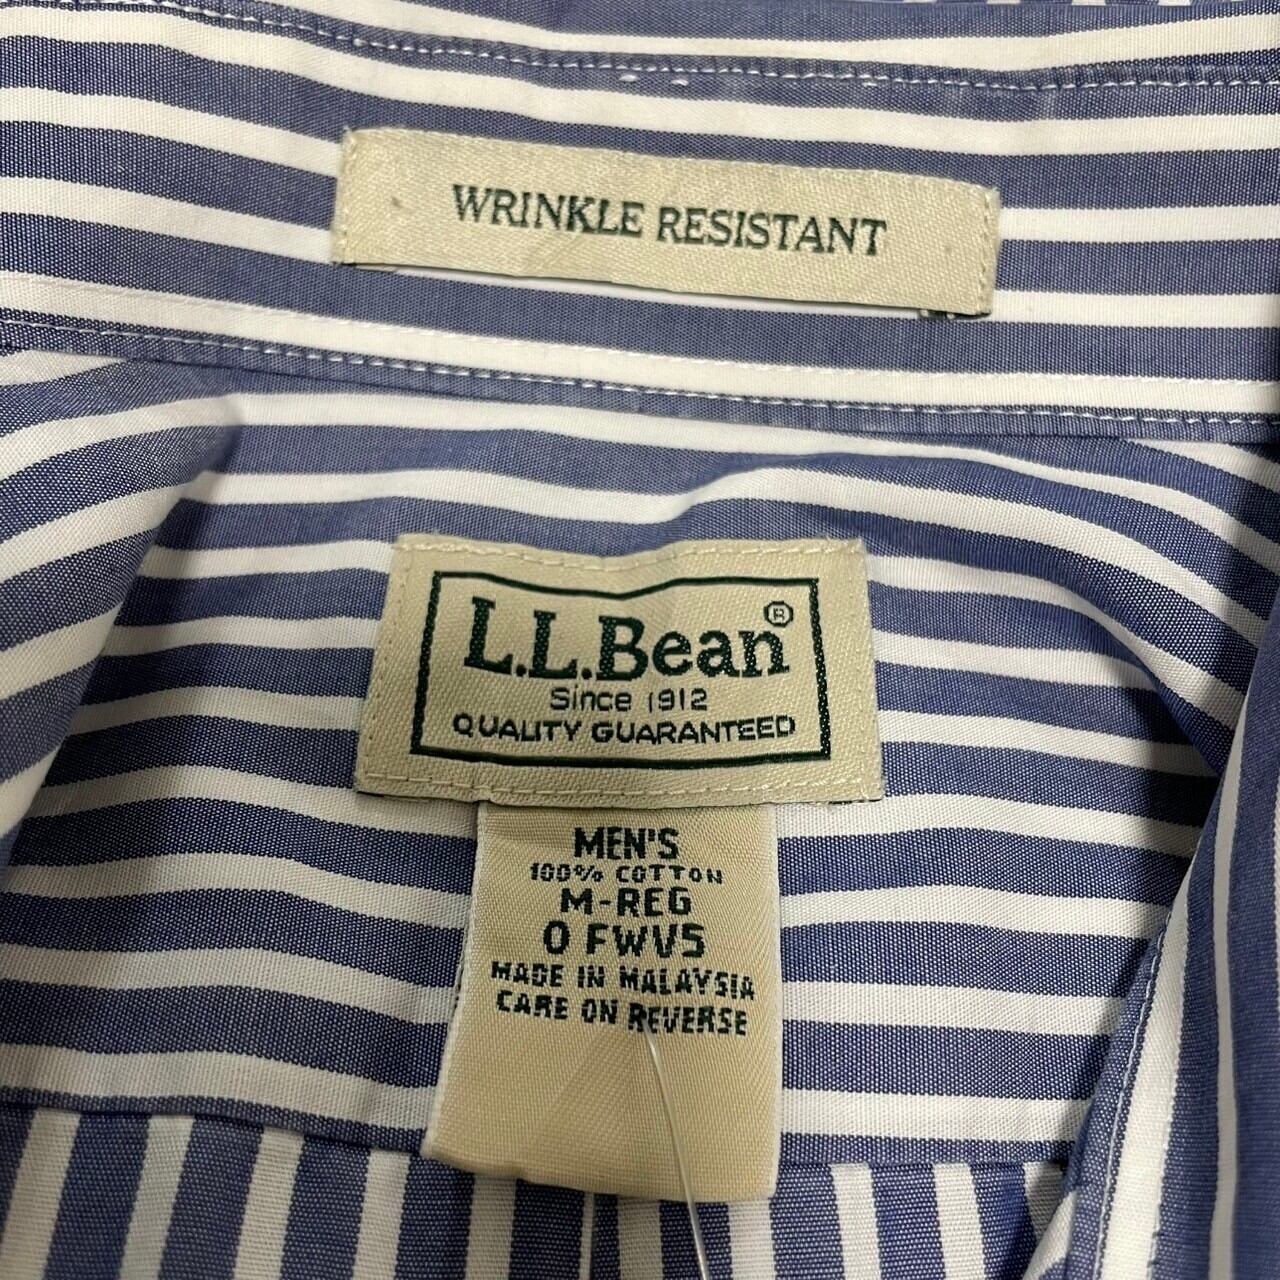 WRINKLE RESISTANT
L.L.Bean®
Since 1912
QUALITY GUARANTEED
MEN'S
100% COTTON
M-REG
0 FWV5
MADE IN MALAYSIA
CARE ON REVERSE